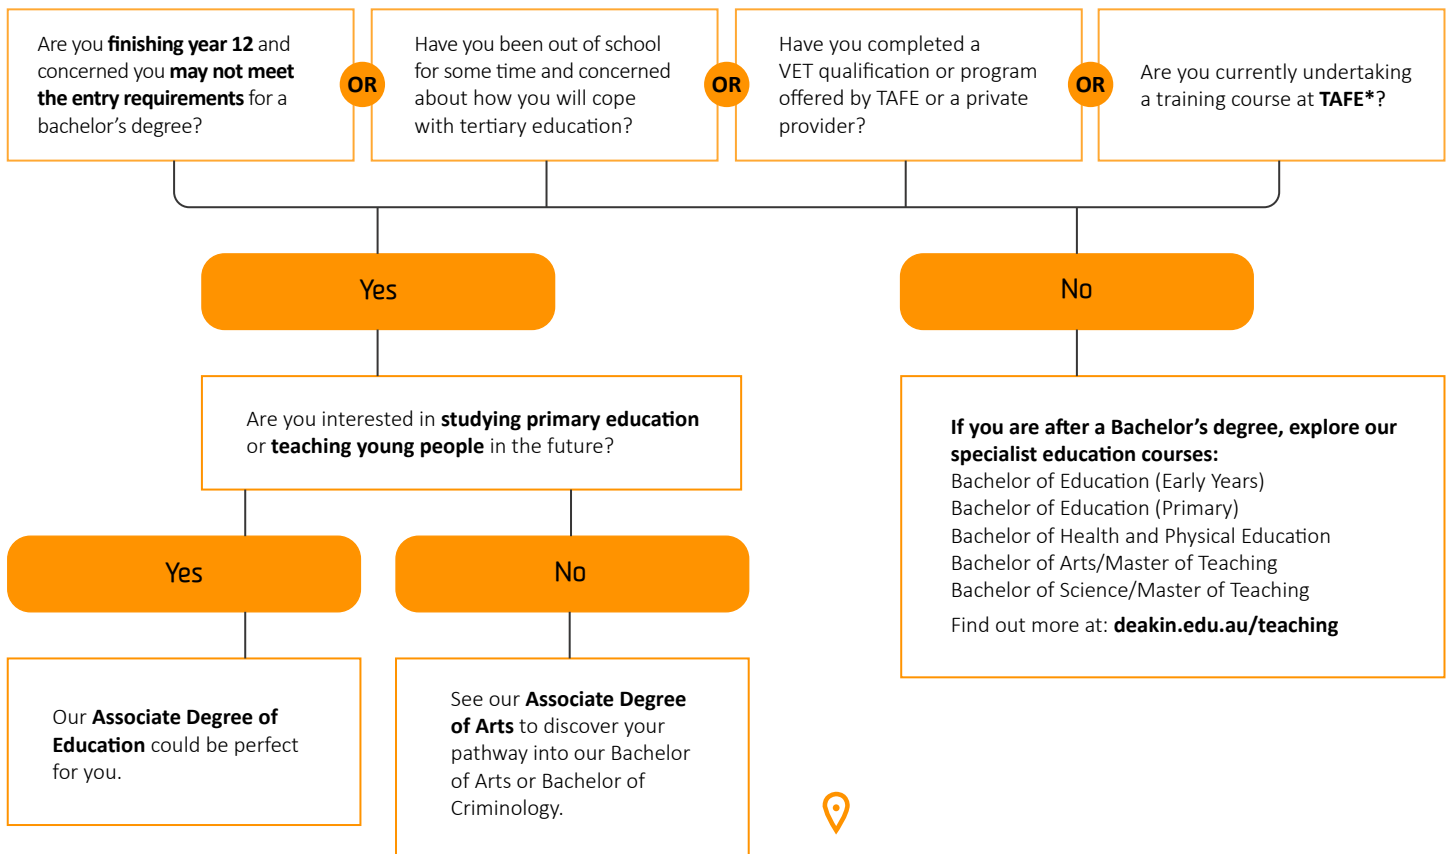 Are you finishing year 12 and
concerned you may not meet
the entry requirements for a
bachelor's degree?
OR
Have you been out of school
for some time and concerned
about how you will cope
with tertiary education?
OR
Have you completed a
VET qualification or program
offered by TAFE or a private
provider?
OR
Are you currently undertaking
a training course at TAFE*?
Yes
No
Are you interested in studying primary education
or teaching young people in the future?
If you are after a Bachelor's degree, explore our
specialist education courses:
Bachelor of Education (Early Years)
Bachelor of Education (Primary)
Bachelor of Health and Physical Education
Bachelor of Arts/Master of Teaching
Bachelor of Science/Master of Teaching
Find out more at: deakin.edu.au/teaching
Yes
No
Our Associate Degree of
Education could be perfect
for you.
See our Associate Degree
of Arts to discover your
pathway into our Bachelor
of Arts or Bachelor of
Criminology.